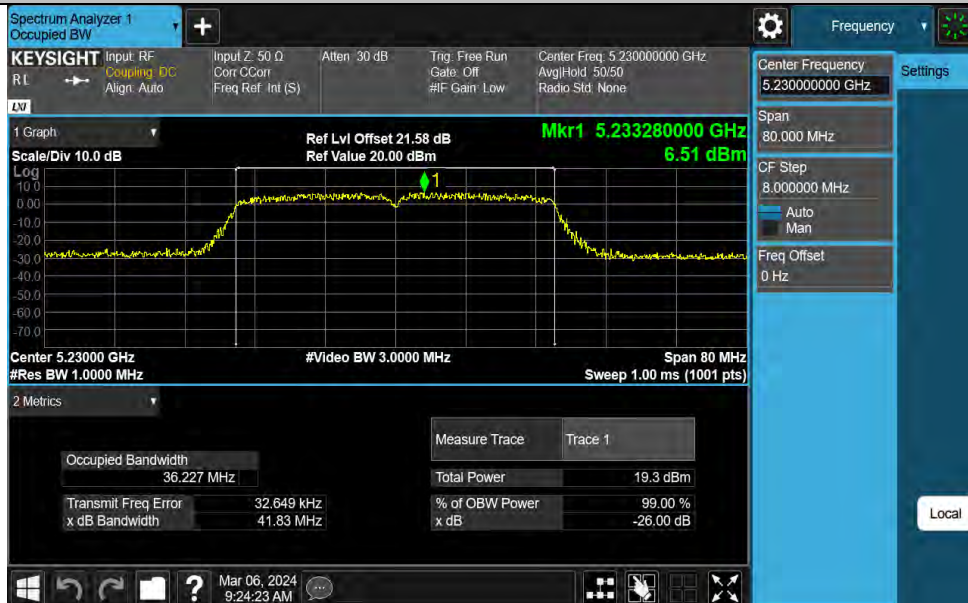 Spectrum Analyzer 1
Occupied BW
+
Frequency
KEYSIGHT
Input: RF
Coupling: DC
Align: Auto
Input Z: 50 Ω
Corr CCorr
Freq Ref: Int (S)
Atten: 30 dB
Trig: Free Run
Gate: Off
#IF Gain: Low
Center Freq: 5.230000000 GHz
Avg|Hold: 50/50
Radio Std: None
LXI
Center Frequency
5.230000000 GHz
Settings
Span
80.000 MHz
CF Step
8.000000 MHz
Auto
Man
Freq Offset
0 Hz
1 Graph
Scale/Div 10.0 dB
Ref Lvl Offset 21.58 dB
Ref Value 20.00 dBm
Mkr1 5.233280000 GHz
6.51 dBm
Log
10.0
0.00
-10.0
-20.0
-30.0
-40.0
-50.0
-60.0
-70.0
1
Center 5.23000 GHz
#Video BW 3.0000 MHz
Span 80 MHz
#Res BW 1.0000 MHz
Sweep 1.00 ms (1001 pts)
2 Metrics
Measure Trace
Trace 1
Occupied Bandwidth
36.227 MHz
Total Power
19.3 dBm
Transmit Freq Error
32.649 kHz
% of OBW Power
99.00 %
x dB Bandwidth
41.83 MHz
x dB
-26.00 dB
Local
?
Mar 06, 2024
9:24:23 AM